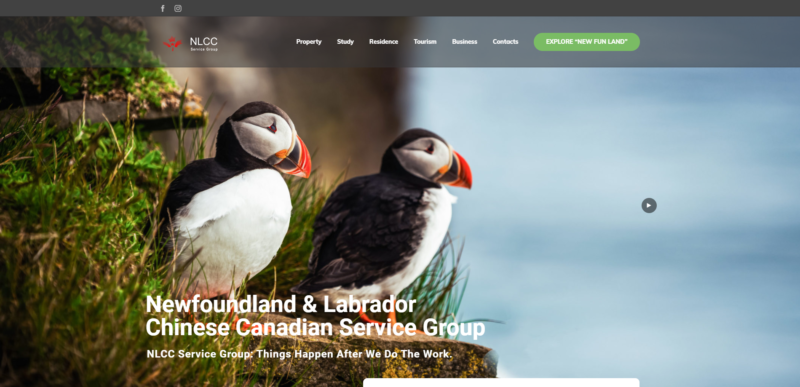 NLCC
Service Group
Property
Study
Residence
Tourism
Business
Contacts
EXPLORE "NEW FUN LAND"
Newfoundland & Labrador
Chinese Canadian Service Group
NLCC Service Group: Things Happen After We Do The Work.